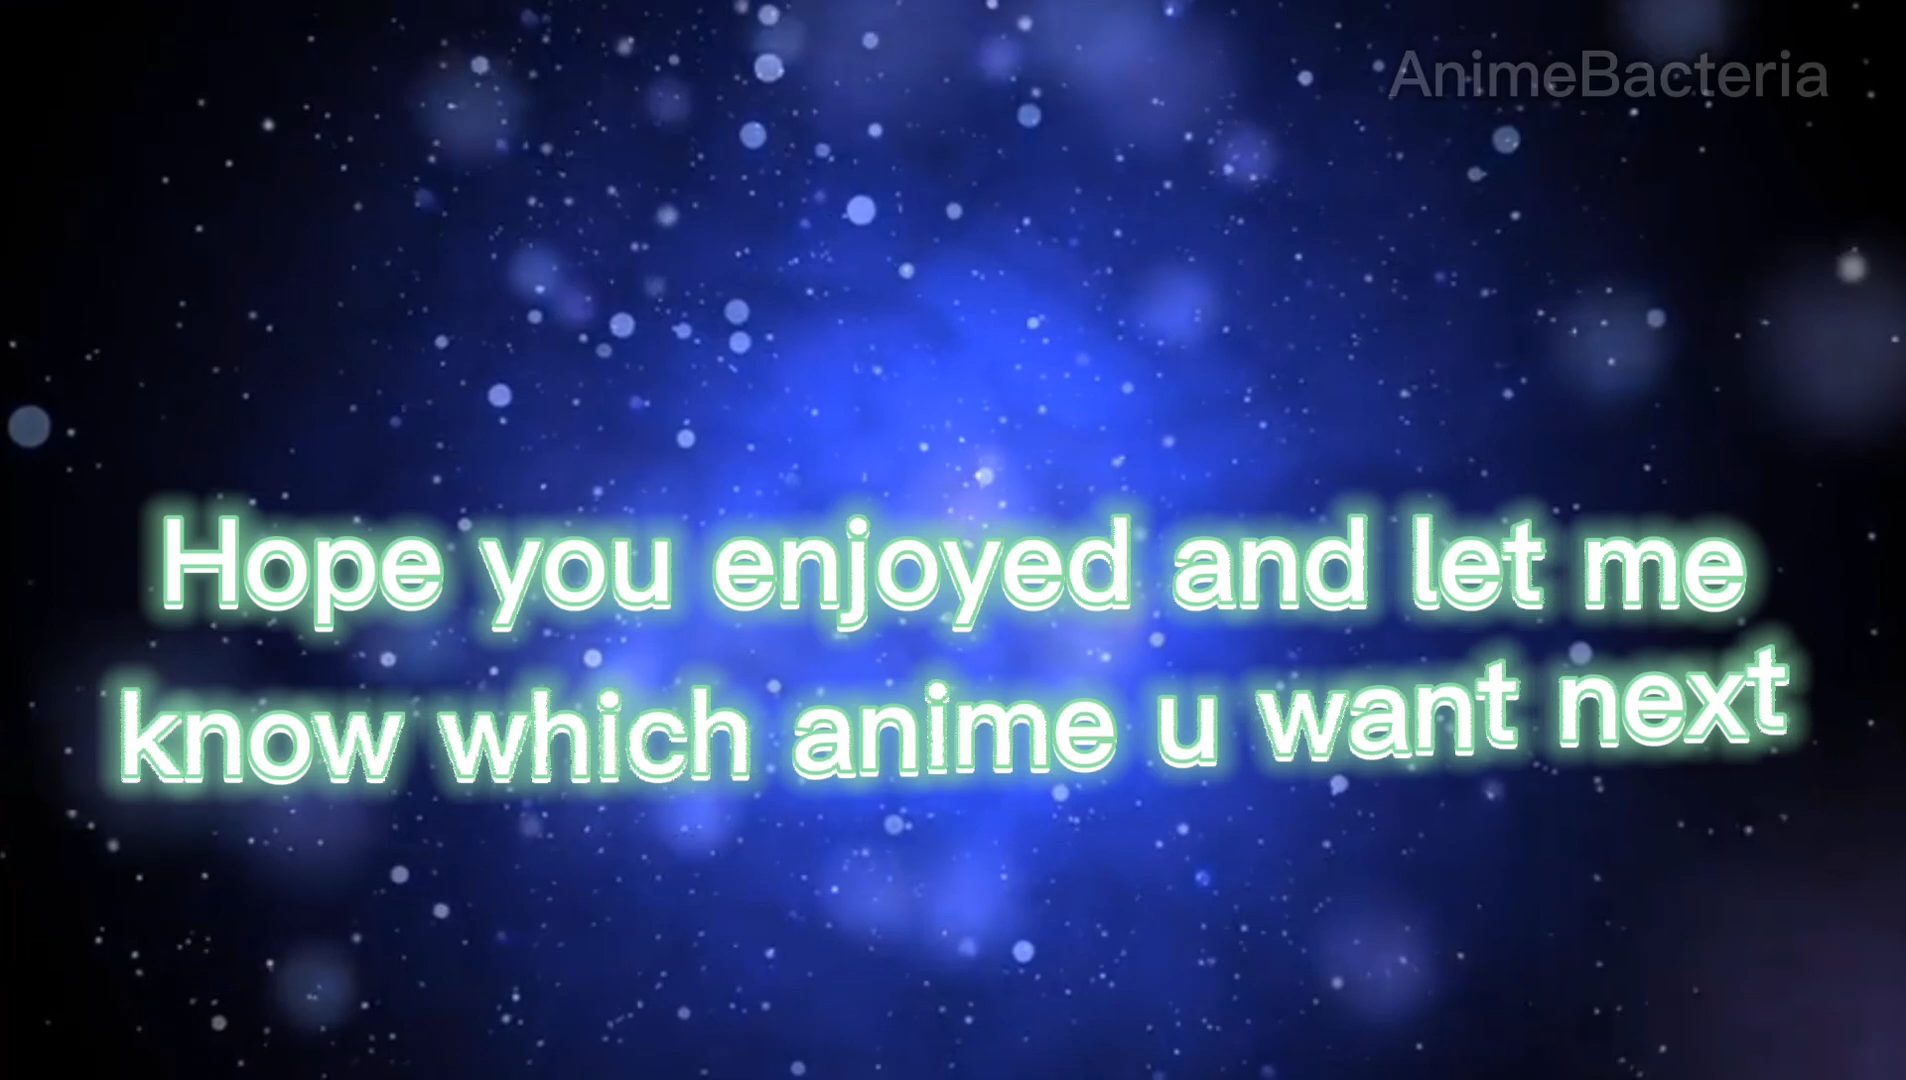 AnimeBacteria
Hope you enjoyed and let me
know which anime u want next